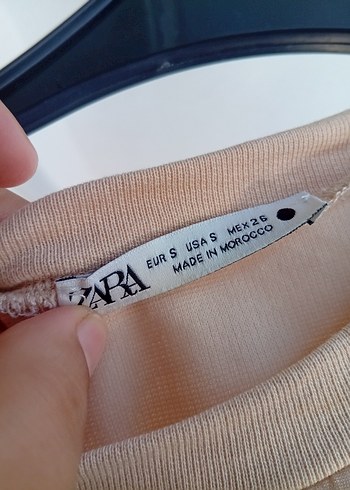 ZARA
EUR S USA S MEX 26
MADE IN MOROCCO